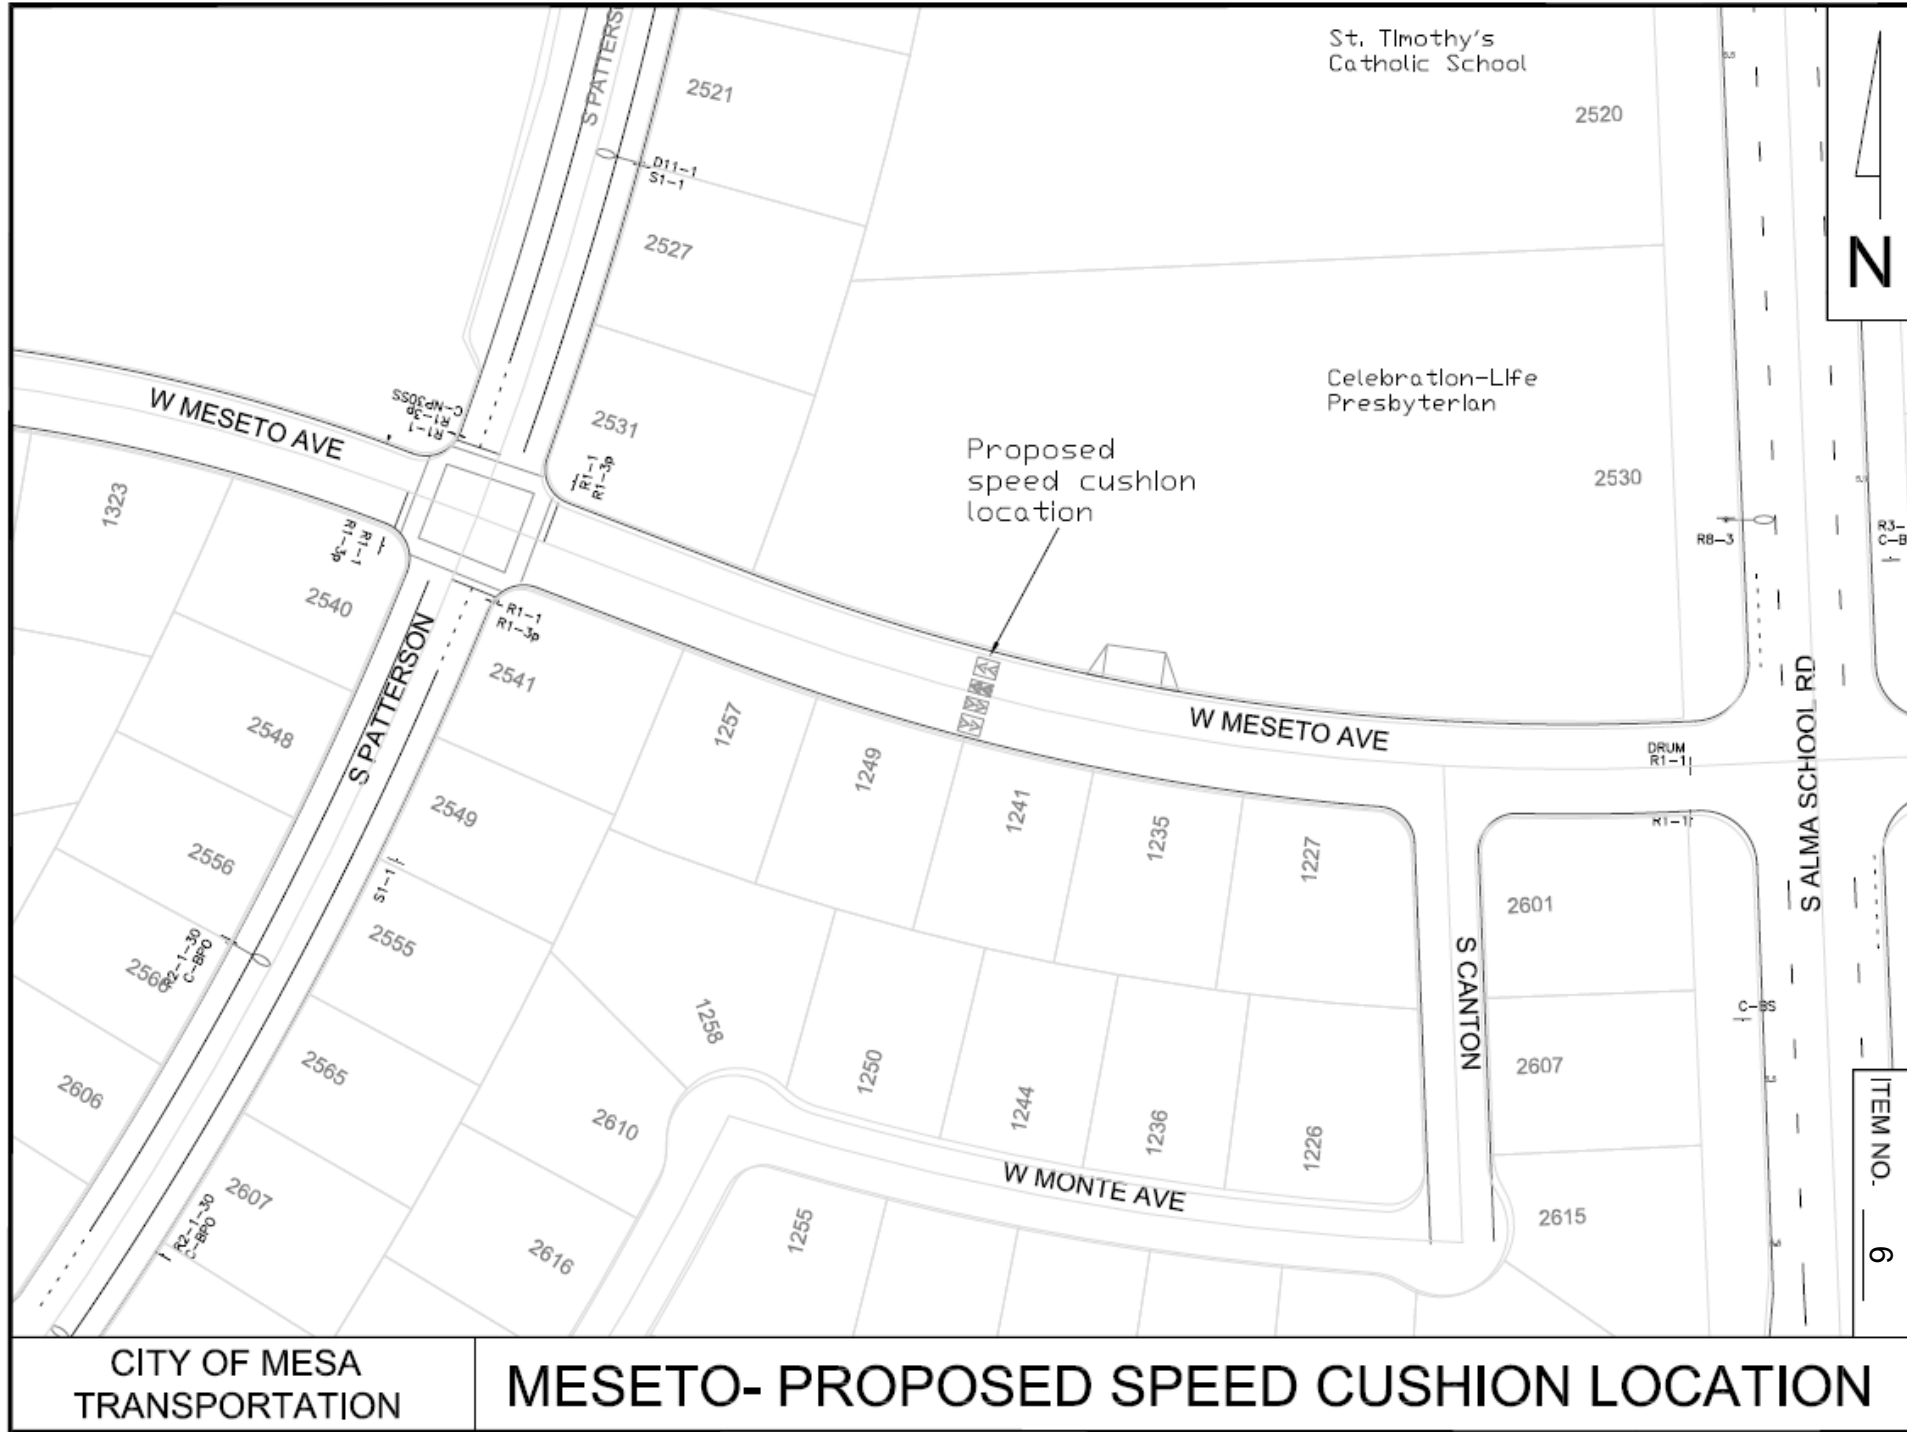 St. Timothy's
Catholic School
2520
S PATTERS
2521
D11-1
S1-1
2527
N
Celebration-Life
Presbyterian
2530
Proposed
speed cushion
location
W MESETO AVE
C-NP30SS
R1-3p
R1-1
2531
R1-1
R1-3p
R8-3
R3-
C-B
1323
R1-1
R1-3p
2540
R1-1
R1-3p
2541
S PATTERSON
2548
1257
1249
1241
1235
1227
W MESETO AVE
DRUM
R1-1
R1-1
S ALMA SCHOOL RD
2549
2556
S1-1
2555
R2-1-30
C-BPO
2566
2601
S CANTON
C-BS
2607
1258
1250
1244
1236
1226
2565
2606
2610
W MONTE AVE
2607
R2-1-30
C-BPO
2616
1255
2615
ITEM NO. 6
CITY OF MESA
TRANSPORTATION
MESETO- PROPOSED SPEED CUSHION LOCATION